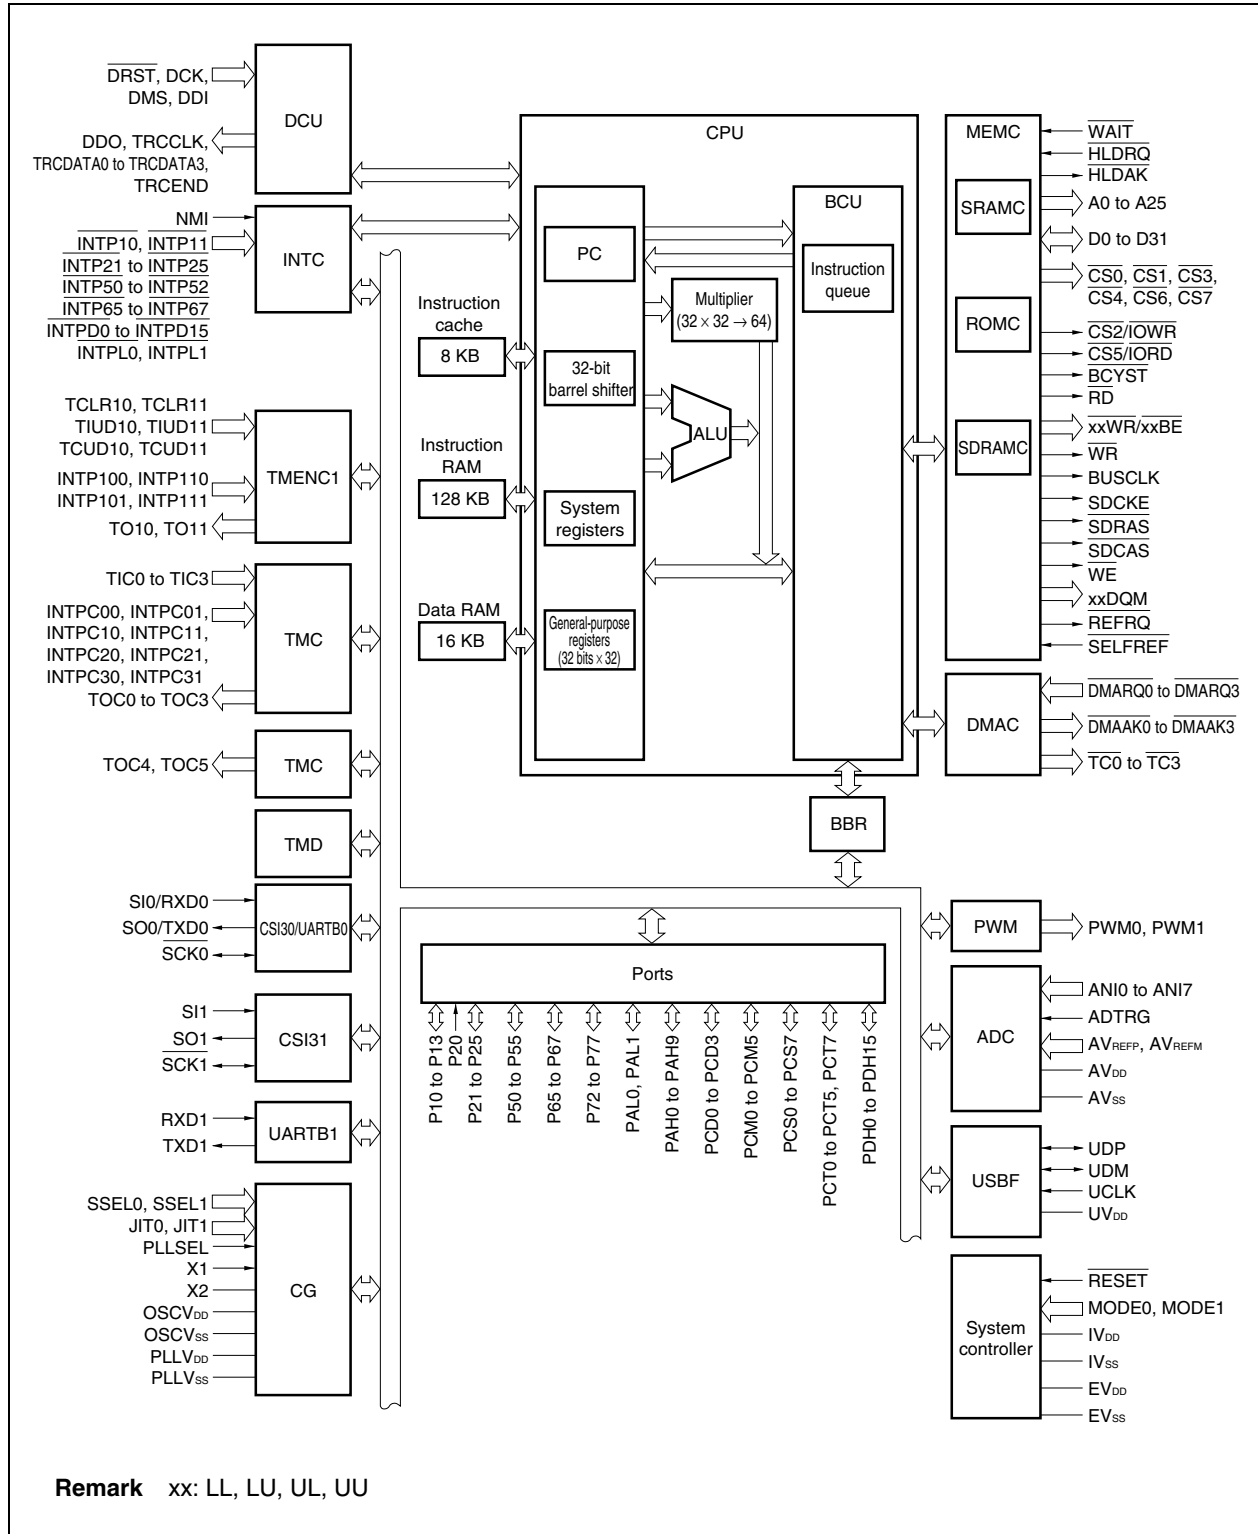 DRST, DCK,
DMS, DDI
DDO, TRCCLK,
TRCDATA0 to TRCDATA3,
TRCEND
DCU
NMI
INTP10, INTP11
INTP21 to INTP25
INTP50 to INTP52
INTP65 to INTP67
INTPD0 to INTPD15
INTPL0, INTPL1
INTC
TCLR10, TCLR11
TIUD10, TIUD11
TCUD10, TCUD11
INTP100, INTP110
INTP101, INTP111
TO10, TO11
TMENC1
TIC0 to TIC3
INTPC00, INTPC01,
INTPC10, INTPC11,
INTPC20, INTPC21,
INTPC30, INTPC31
TOC0 to TOC3
TMC
TOC4, TOC5
TMC
TMD
SI0/RXD0
SO0/TXD0
SCK0
CSI30/UARTB0
SI1
SO1
SCK1
CSI31
RXD1
TXD1
UARTB1
SSEL0, SSEL1
JIT0, JIT1
PLLSEL
X1
X2
OSCVDD
OSCVSS
PLLVDD
PLLVSS
CG
CPU
Instruction
cache
8 KB
Instruction
RAM
128 KB
Data RAM
16 KB
PC
32-bit
barrel shifter
System
registers
General-purpose
registers
(32 bits × 32)
Multiplier
(32 × 32 → 64)
ALU
BCU
Instruction
queue
BBR
Ports
P10 to P13
P20
P21 to P25
P50 to P55
P65 to P67
P72 to P77
PAL0, PAL1
PAH0 to PAH9
PCD0 to PCD3
PCM0 to PCM5
PCS0 to PCS7
PCT0 to PCT5, PCT7
PDH0 to PDH15
MEMC
SRAMC
ROMC
SDRAMC
WAIT
HLDRQ
HLDAK
A0 to A25
D0 to D31
CS0, CS1, CS3,
CS4, CS6, CS7
CS2/IOWR
CS5/IORD
BCYST
RD
xxWR/xxBE
WR
BUSCLK
SDCKE
SDRAS
SDCAS
WE
xxDQM
REFRQ
SELFREF
DMAC
DMARQ0 to DMARQ3
DMAAK0 to DMAAK3
TC0 to TC3
PWM
PWM0, PWM1
ADC
ANI0 to ANI7
ADTRG
AVREFP, AVREFM
AVDD
AVSS
USBF
UDP
UDM
UCLK
UVDD
System
controller
RESET
MODE0, MODE1
IVDD
IVSS
EVDD
EVSS
Remark xx: LL, LU, UL, UU